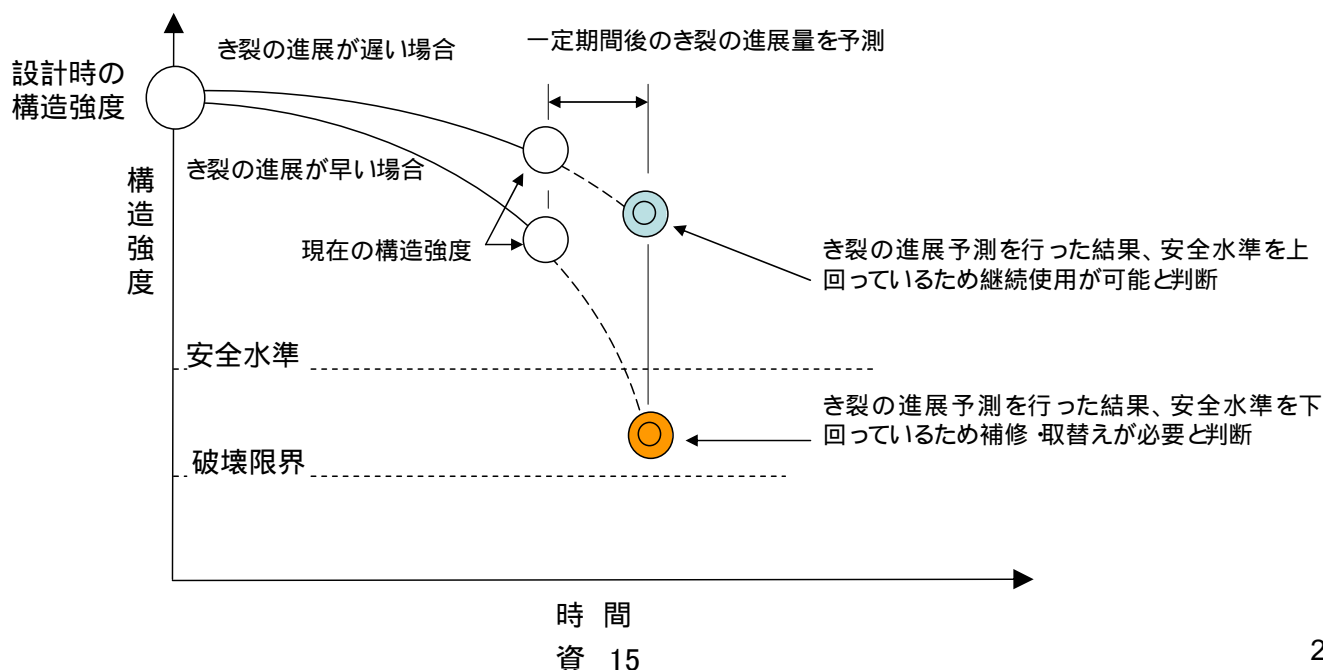 き裂の進展が遅い場合
一定期間後のき裂の進展量を予測
設計時の
構造強度
き裂の進展が早い場合
構造強度
現在の構造強度
き裂の進展予測を行った結果、安全水準を上
回っているため継続使用が可能と判断
安全水準
き裂の進展予測を行った結果、安全水準を下
回っているため補修・取替えが必要と判断
破壊限界
時 間
資 15
2